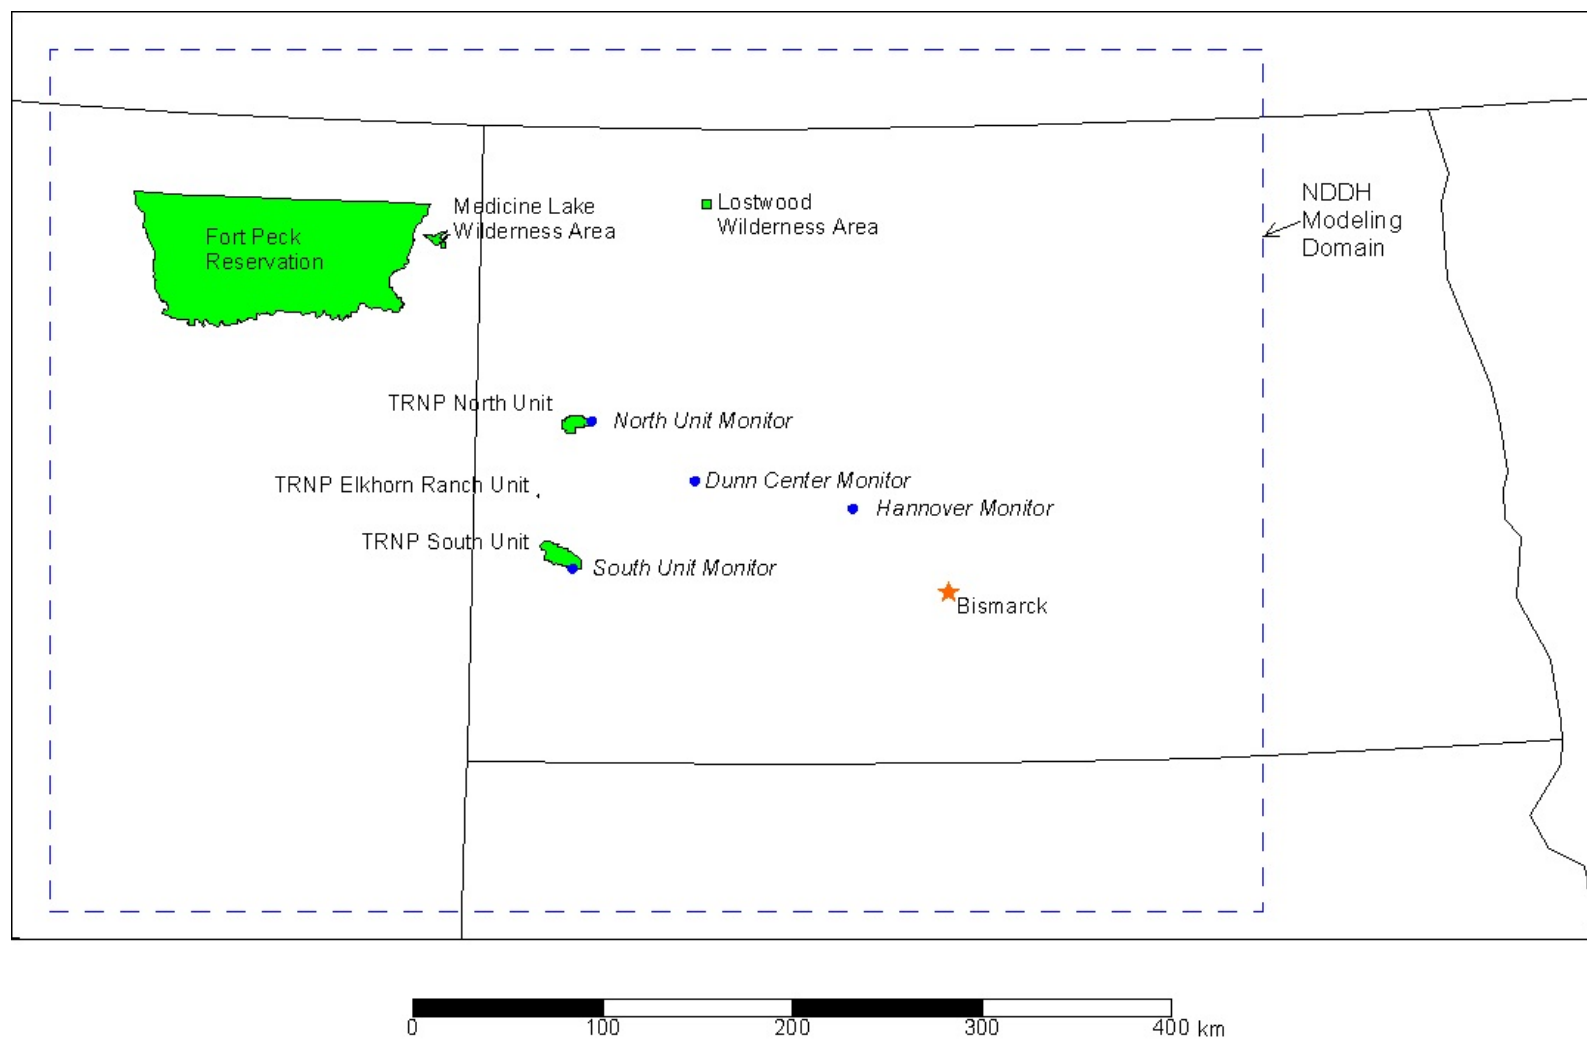 Medicine Lake
Wilderness Area
Lostwood
Wilderness Area
NDDH
Modeling
Domain
Fort Peck
Reservation
TRNP North Unit
North Unit Monitor
TRNP Elkhorn Ranch Unit
Dunn Center Monitor
Hannover Monitor
TRNP South Unit
South Unit Monitor
Bismarck
0 100 200 300 400 km